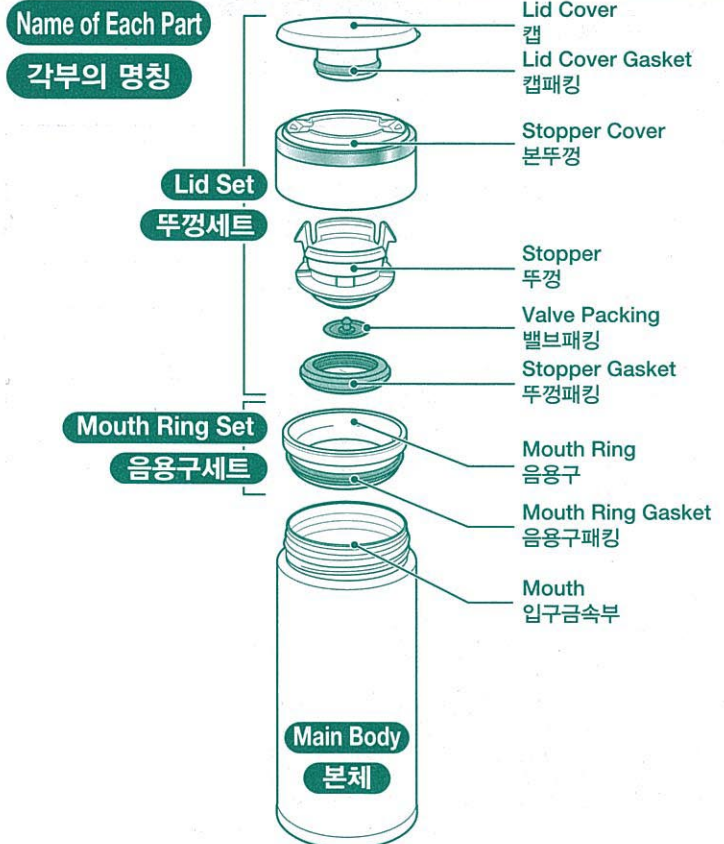 Name of Each Part
각부의 명칭
Lid Cover
캡
Lid Cover Gasket
캡패킹
Stopper Cover
본뚜껑
Lid Set
뚜껑세트
Stopper
뚜껑
Valve Packing
밸브패킹
Stopper Gasket
뚜껑패킹
Mouth Ring Set
음용구세트
Mouth Ring
음용구
Mouth Ring Gasket
음용구패킹
Mouth
입구금속부
Main Body
본체